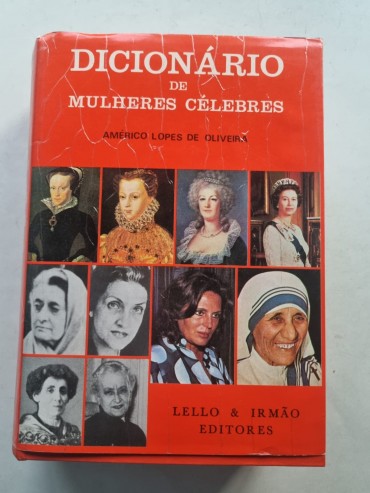 DICIONÁRIO
DE
MULHERES CÉLEBRES
AMÉRICO LOPES DE OLIVEIRA
LELLO & IRMÃO
EDITORES